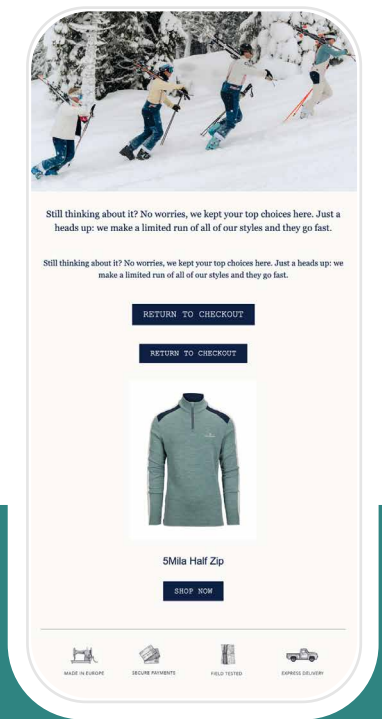 Still thinking about it? No worries, we kept your top choices here. Just a
heads up: we make a limited run of all of our styles and they go fast.
Still thinking about it? No worries, we kept your top choices here. Just a heads up: we
make a limited run of all of our styles and they go fast.
RETURN TO CHECKOUT
RETURN TO CHECKOUT
5Mila Half Zip
SHOP NOW
MADE IN EUROPE
SECURE PAYMENTS
FIELD TESTED
EXPRESS DELIVERY